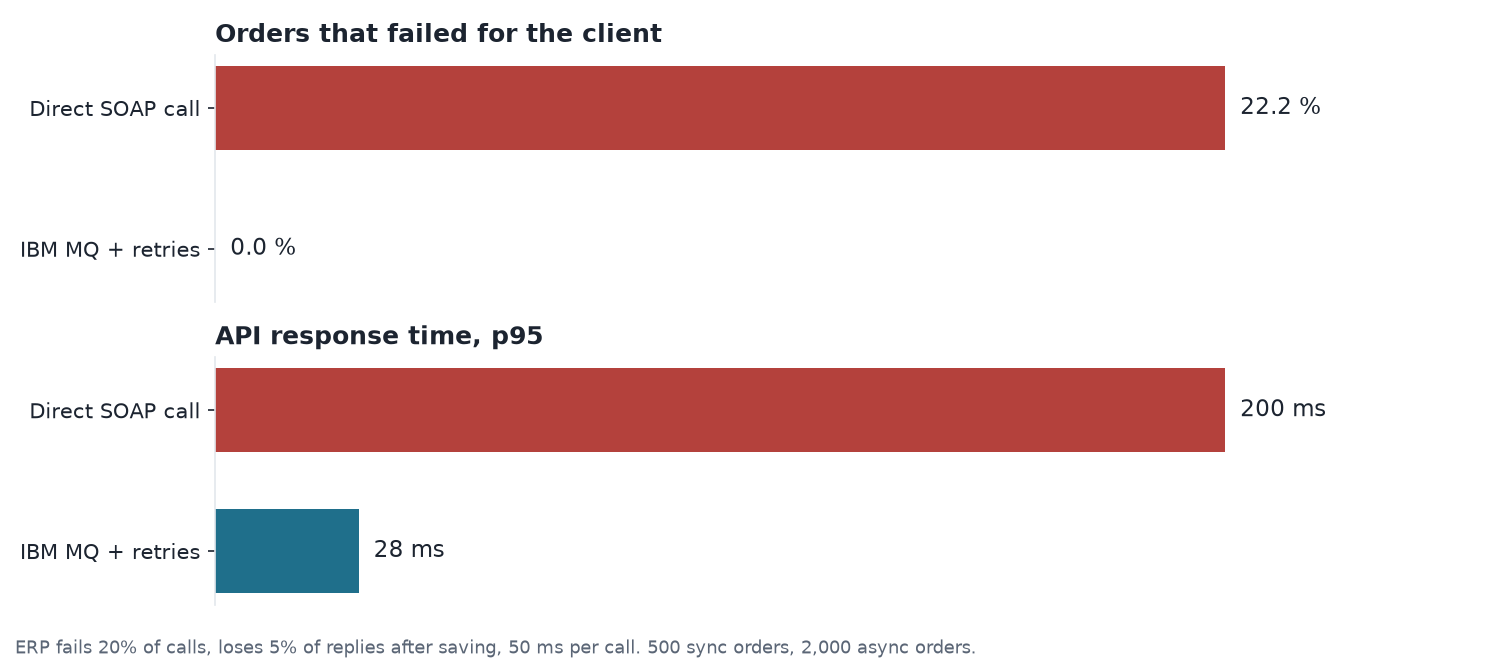 Orders that failed for the client
Direct SOAP call
22.2 %
IBM MQ + retries
0.0 %
API response time, p95
Direct SOAP call
200 ms
IBM MQ + retries
28 ms
ERP fails 20% of calls, loses 5% of replies after saving, 50 ms per call. 500 sync orders, 2,000 async orders.